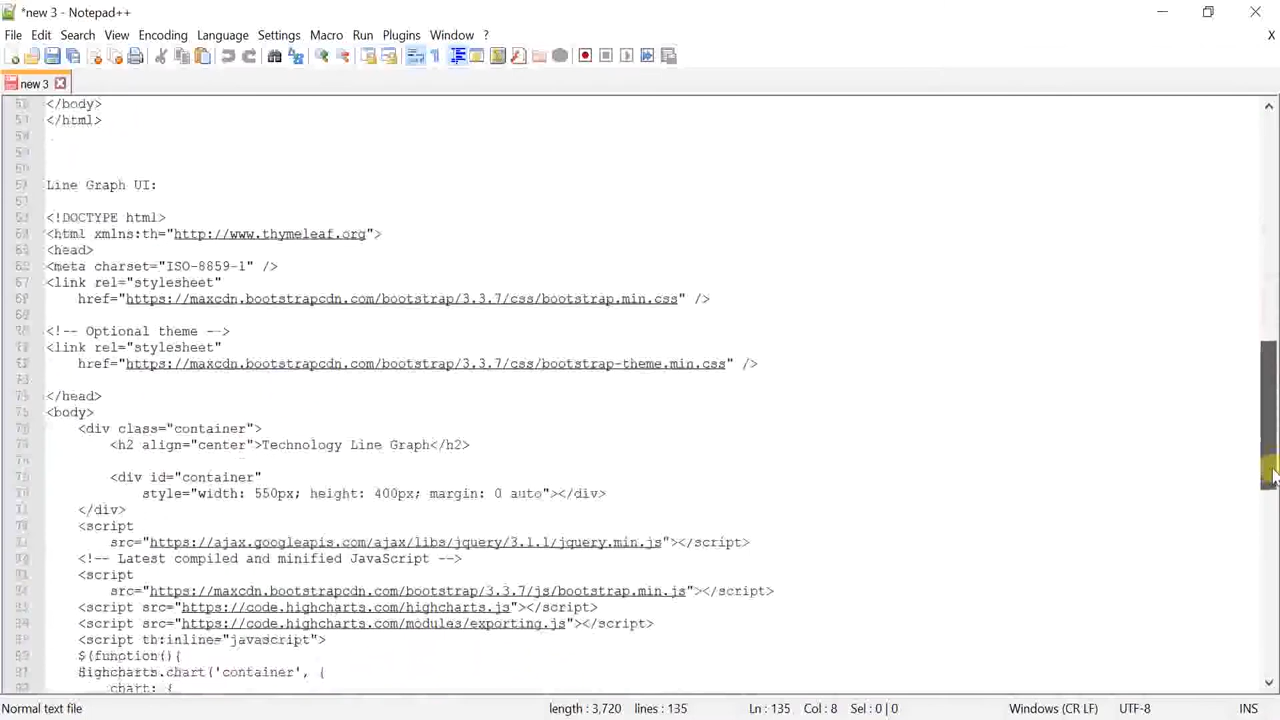 *new 3 - Notepad++
File Edit Search View Encoding Language Settings Macro Run Plugins Window ? X
new 3
</body>
</html>
Line Graph UI:
<!DOCTYPE html>
<html xmlns:th="http://www.thymeleaf.org">
<head>
<meta charset="ISO-8859-1" />
<link rel="stylesheet"
href="https://maxcdn.bootstrapcdn.com/bootstrap/3.3.7/css/bootstrap.min.css" />
<!-- Optional theme -->
<link rel="stylesheet"
href="https://maxcdn.bootstrapcdn.com/bootstrap/3.3.7/css/bootstrap-theme.min.css" />
</head>
<body>
<div class="container">
<h2 align="center">Technology Line Graph</h2>
<div id="container"
style="width: 550px; height: 400px; margin: 0 auto"></div>
</div>
<script
src="https://ajax.googleapis.com/ajax/libs/jquery/3.1.1/jquery.min.js"></script>
<!-- Latest compiled and minified JavaScript -->
<script
src="https://maxcdn.bootstrapcdn.com/bootstrap/3.3.7/js/bootstrap.min.js"></script>
<script src="https://code.highcharts.com/highcharts.js"></script>
<script src="https://code.highcharts.com/modules/exporting.js"></script>
<script th:inline="javascript">
$(function(){
Highcharts.chart('container', {
chart: {
Normal text file length : 3,720 lines : 135 Ln : 135 Col : 8 Sel : 0 | 0 Windows (CR LF) UTF-8 INS